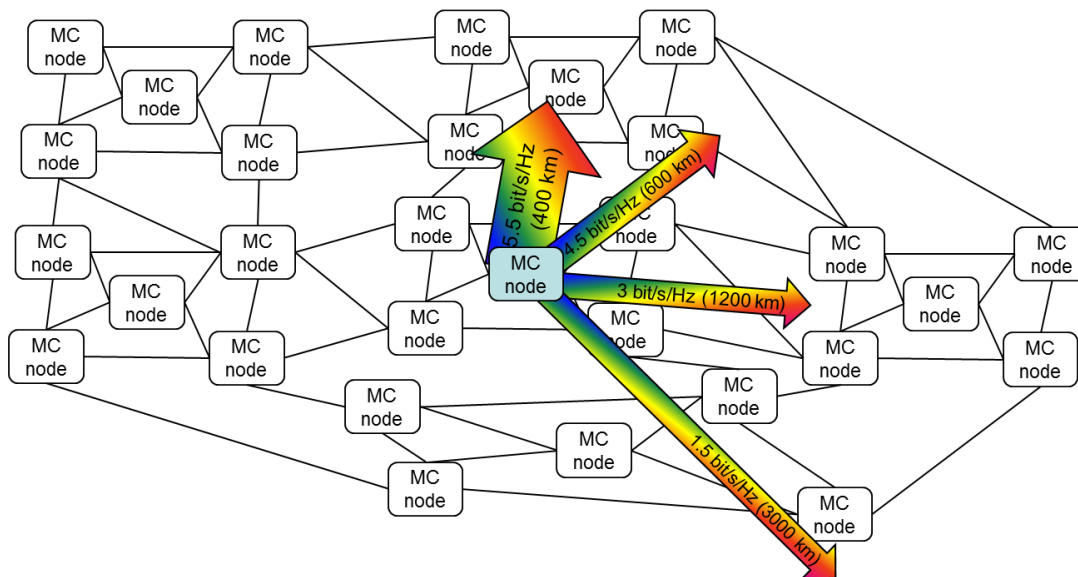 MC
node
MC
node
MC
node
MC
node
MC
node
MC
node
MC
node
MC
node
MC
node
MC
node
5.5 bit/s/Hz
(400 km)
4.5 bit/s/Hz (600 km)
MC
node
MC
node
MC
node
MC
node
MC
node
MC
node
3 bit/s/Hz (1200 km)
MC
node
MC
node
MC
node
MC
node
MC
node
MC
node
MC
node
MC
node
MC
node
MC
node
MC
node
1.5 bit/s/Hz (3000 km)
MC
node
MC
node